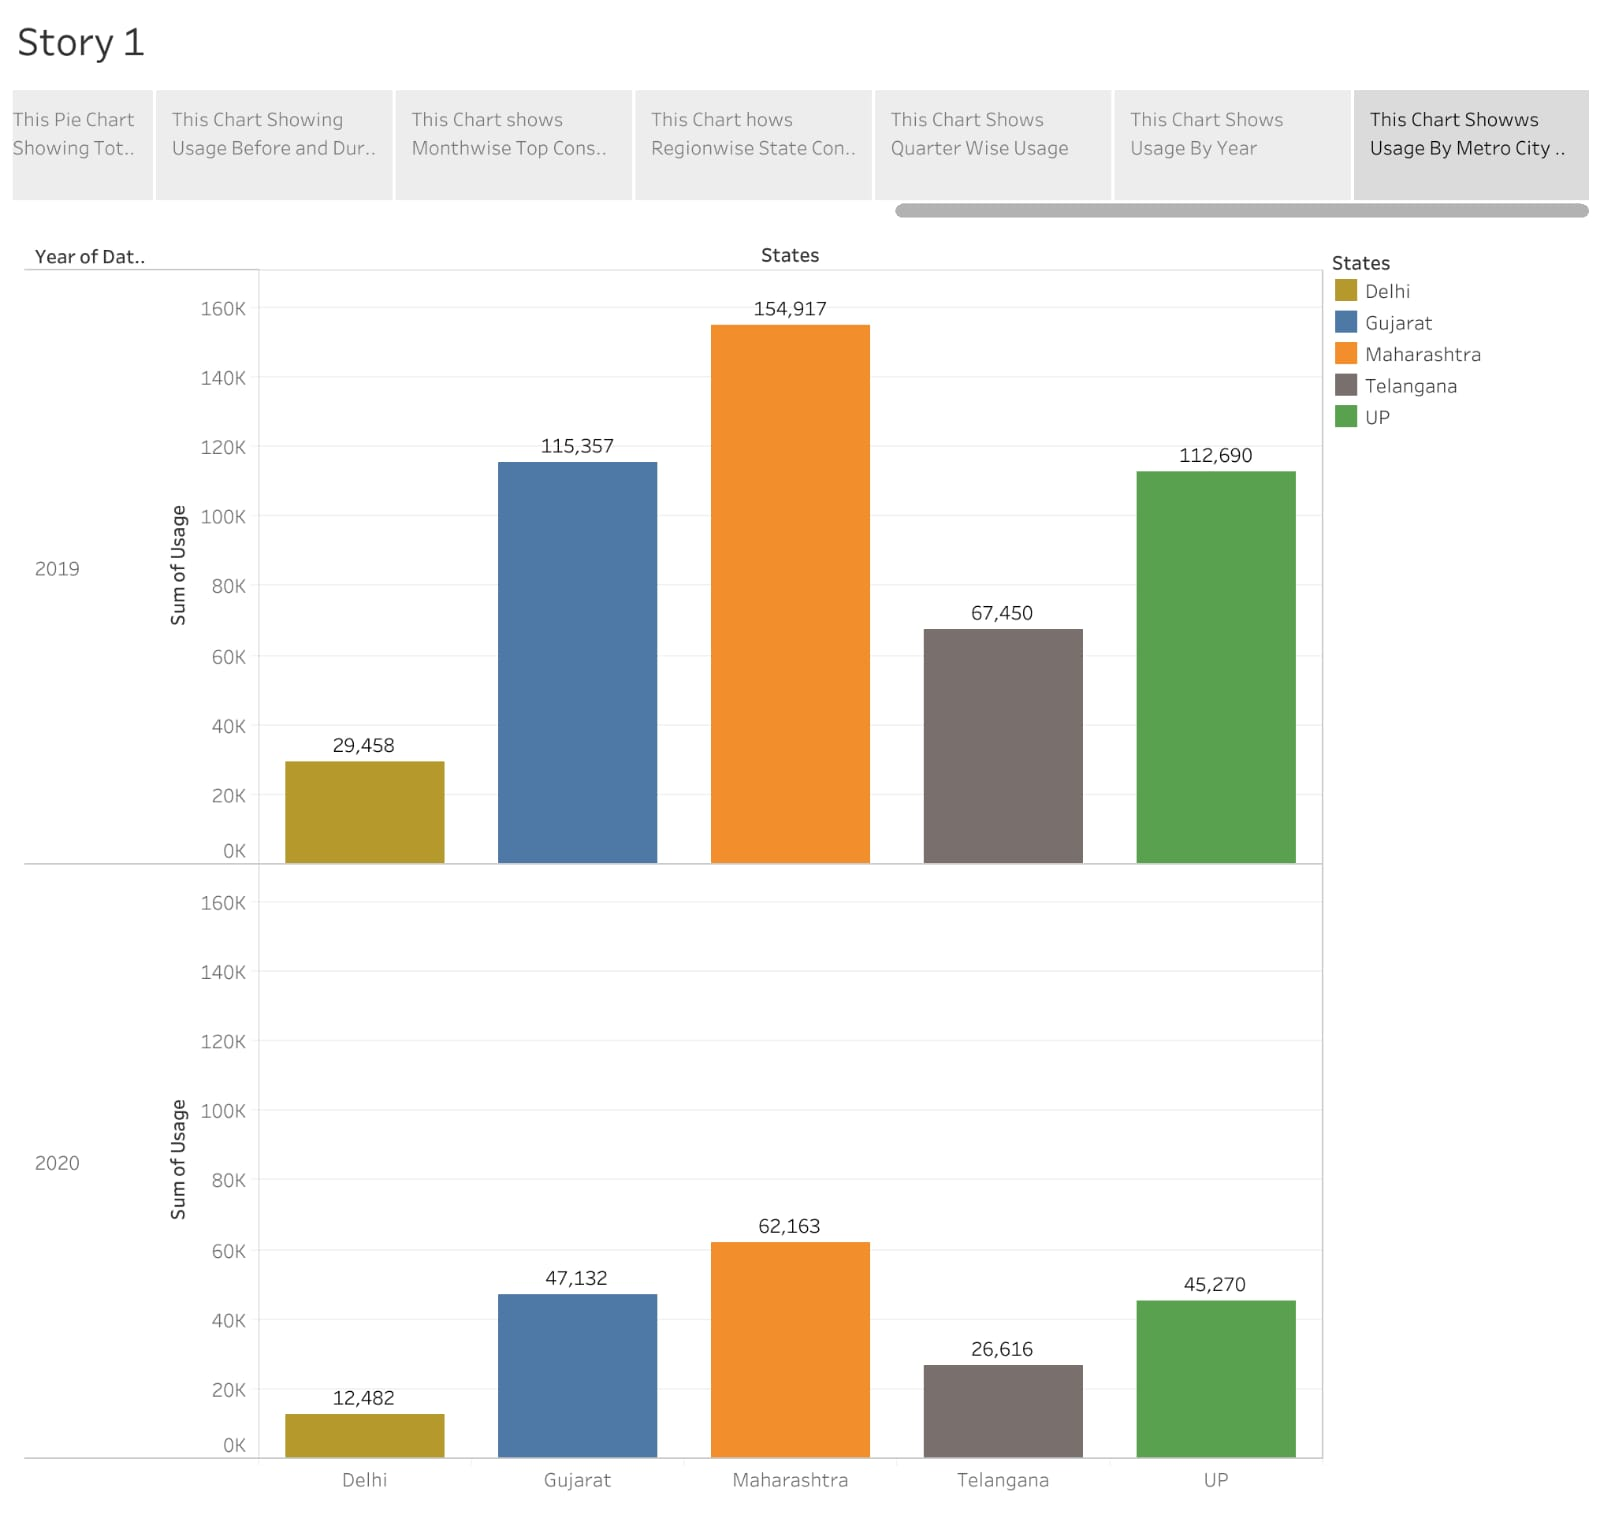 Story 1
This Pie Chart
Showing Tot..
This Chart Showing
Usage Before and Dur..
This Chart shows
Monthwise Top Cons..
This Chart hows
Regionwise State Con..
This Chart Shows
Quarter Wise Usage
This Chart Shows
Usage By Year
This Chart Showws
Usage By Metro City ..
Year of Dat..
States
2019
Sum of Usage
160K
140K
120K
100K
80K
60K
40K
20K
0K
29,458
115,357
154,917
67,450
112,690
2020
Sum of Usage
160K
140K
120K
100K
80K
60K
40K
20K
0K
12,482
47,132
62,163
26,616
45,270
Delhi
Gujarat
Maharashtra
Telangana
UP
States
Delhi
Gujarat
Maharashtra
Telangana
UP